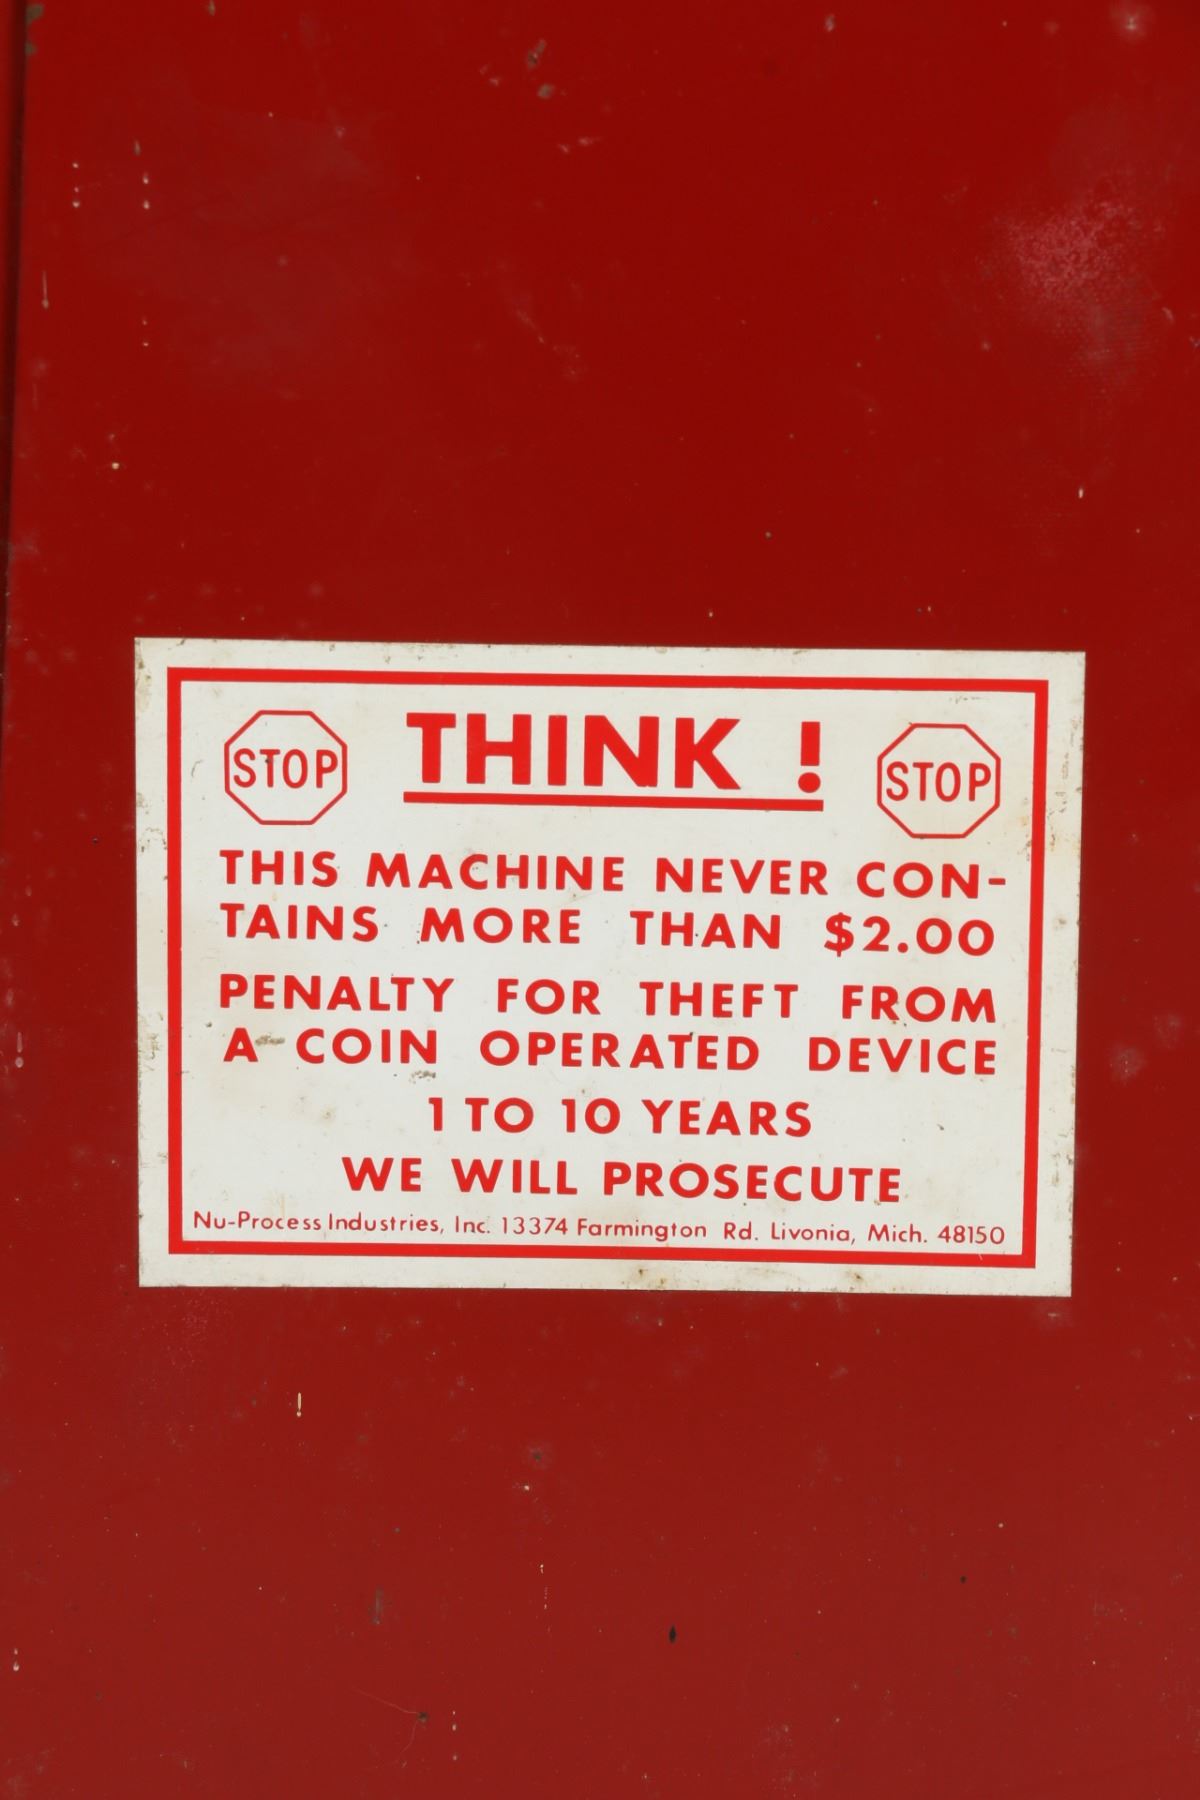 STOP THINK ! STOP
THIS MACHINE NEVER CON-
TAINS MORE THAN $2.00
PENALTY FOR THEFT FROM
A COIN OPERATED DEVICE
1 TO 10 YEARS
WE WILL PROSECUTE
Nu-Process Industries, Inc. 13374 Farmington Rd. Livonia, Mich. 48150